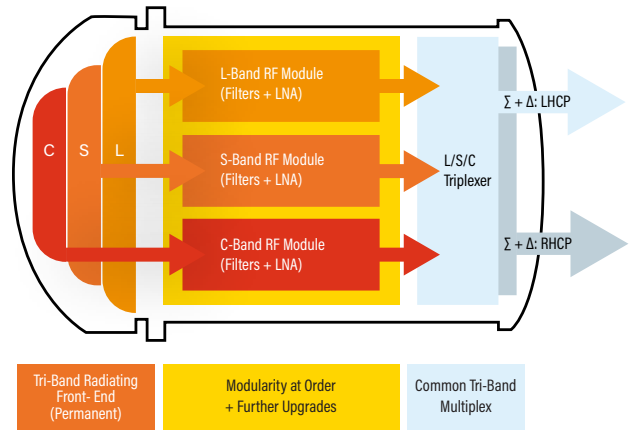 C S L
L-Band RF Module
(Filters + LNA)
S-Band RF Module
(Filters + LNA)
C-Band RF Module
(Filters + LNA)
L/S/C
Triplexer
∑ + Δ: LHCP
∑ + Δ: RHCP
Tri-Band Radiating
Front- End
(Permanent)
Modularity at Order
+ Further Upgrades
Common Tri-Band
Multiplex